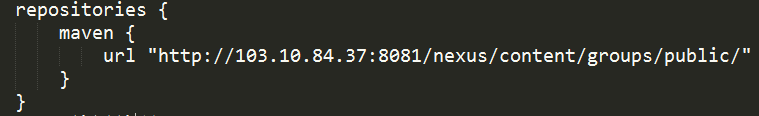 repositories {
    maven {
        url "http://103.10.84.37:8081/nexus/content/groups/public/"
    }
}